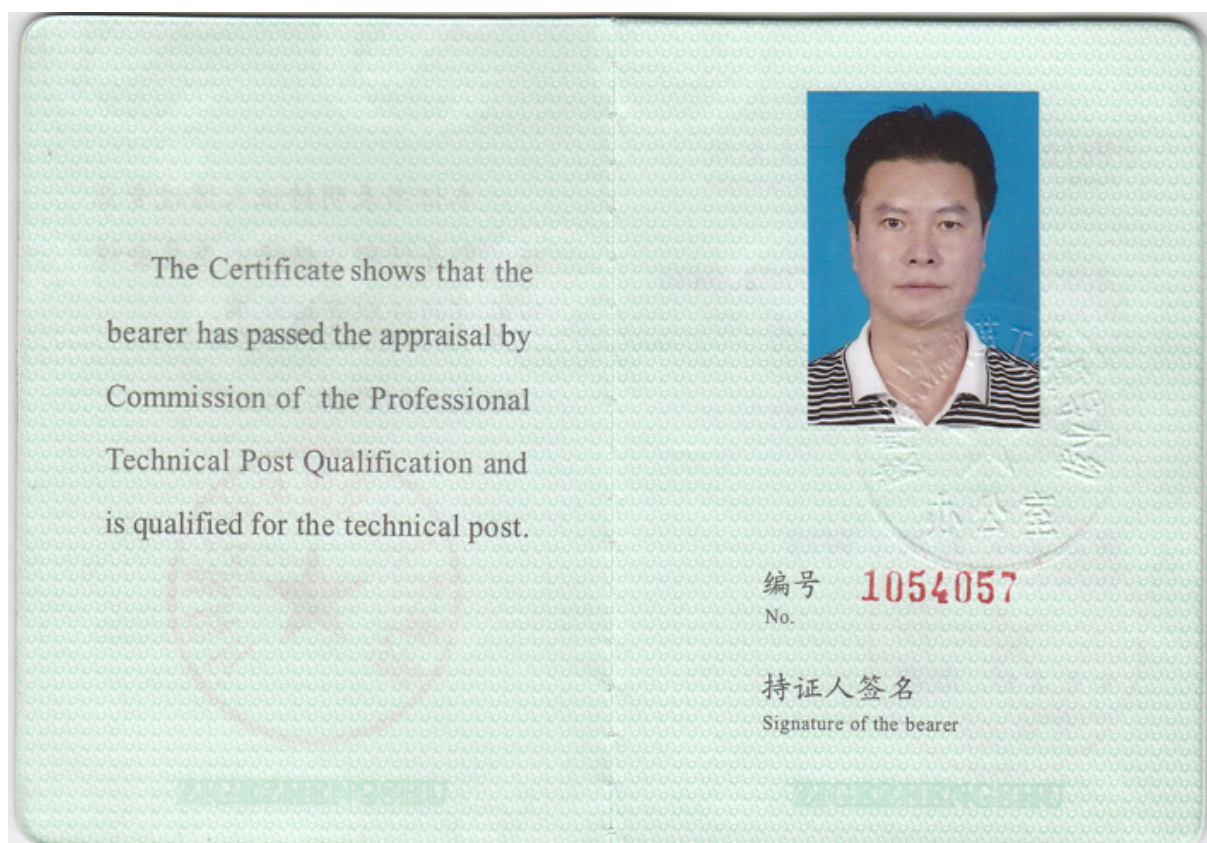 The Certificate shows that the
bearer has passed the appraisal by
Commission of the Professional
Technical Post Qualification and
is qualified for the technical post.
ZIGEZHENGSHU
办公室
编号 1054057
No.
持证人签名
Signature of the bearer
ZIGEZHENGSHU